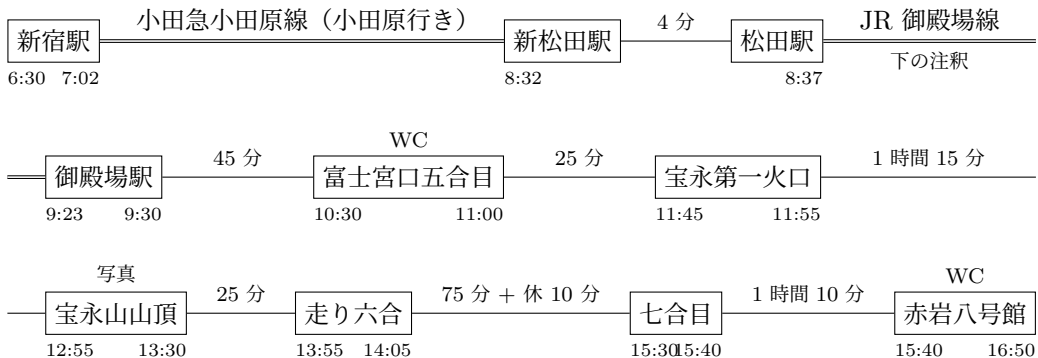 小田急小田原線（小田原行き） 4 分 JR 御殿場線
新宿駅 新松田駅 松田駅
6:30 7:02 8:32 8:37 下の注釈
WC
45 分 25 分 1 時間 15 分
御殿場駅 富士宮口五合目 宝永第一火口
9:23 9:30 10:30 11:00 11:45 11:55
写真 WC
25 分 75 分 + 休 10 分 1 時間 10 分
宝永山山頂 走り六合 七合目 赤岩八号館
12:55 13:30 13:55 14:05 15:30 15:40 15:40 16:50